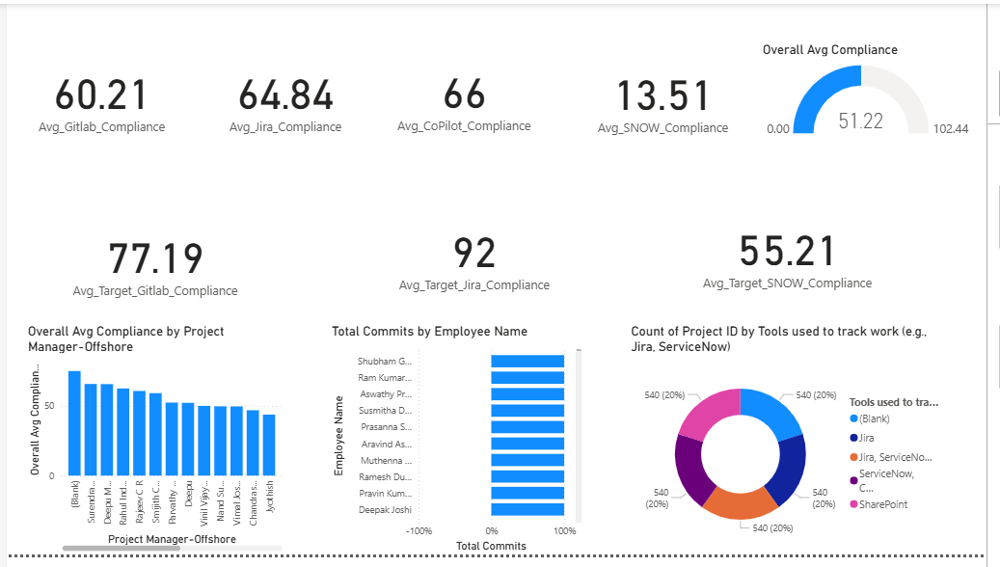 Overall Avg Compliance
60.21
Avg_Gitlab_Compliance
64.84
Avg_Jira_Compliance
66
Avg_CoPilot_Compliance
13.51
Avg_SNOW_Compliance
0.00
51.22
102.44
77.19
Avg_Target_Gitlab_Compliance
92
Avg_Target_Jira_Compliance
55.21
Avg_Target_SNOW_Compliance
Overall Avg Compliance by Project
Manager-Offshore
Overall Avg Complian...
50
0
(Blank)
Surendra...
Deepu M...
Rahul Ind...
Rajeev C R
Smijith C...
Parvathy ...
Deepu
Vinil Vijay...
Nand Su...
Vimal Jos...
Chandras...
Jyothish
Project Manager-Offshore
Total Commits by Employee Name
Employee Name
Shubham G...
Ram Kumar...
Aswathy Pr...
Susmitha D...
Prasanna S...
Aravind As...
Muthenna ...
Ramesh Du...
Pravin Kum...
Deepak Joshi
-100%
0%
100%
Total Commits
Count of Project ID by Tools used to track work (e.g.,
Jira, ServiceNow)
540 (20%)
540 (20%)
540
(20%)
540
(20%)
540 (20%)
Tools used to tra...
(Blank)
Jira
Jira, ServiceNo...
ServiceNow,
C...
SharePoint